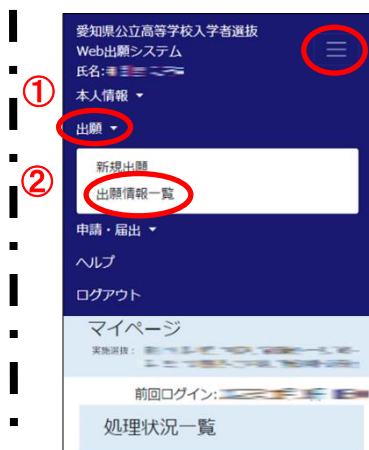 愛知県公立高等学校入学者選抜
Web出願システム
氏名:
① 本人情報 ▼
出願 ▼
新規出願
② 出願情報一覧
申請・届出 ▼
ヘルプ
ログアウト
マイページ
実施選抜:
前回ログイン:
処理状況一覧